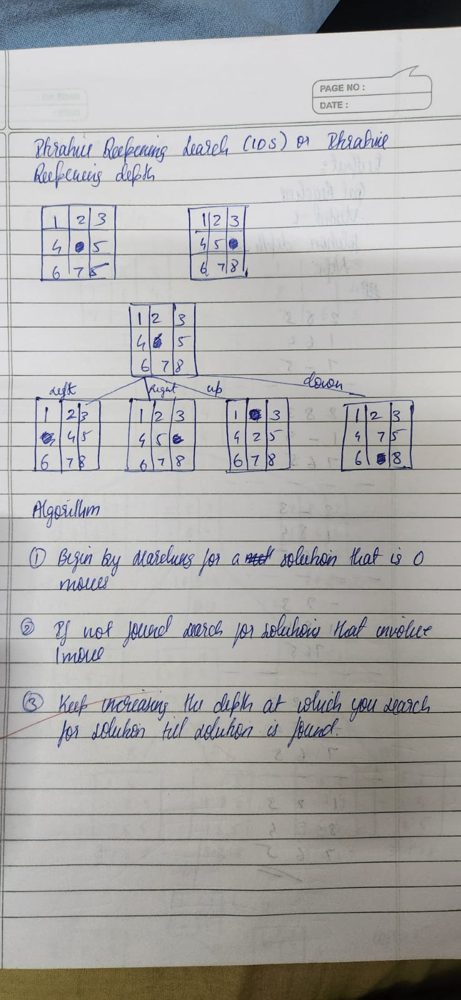 PAGE NO :
DATE :
Iterative Deepening Search (IDS) or Iterative
Deepening depth
1 2 3
4 5
6 7 5
1 2 3
4 5
6 7 8
1 2 3
4 5
6 7 8
left right up down
1 2 3
4 5
6 7 8
1 2 3
4 5
6 7 8
1 3
4 2 5
6 7 8
1 2 3
4 7 5
6 8
Algorithm
① Begin by searching for a solution that is 0
moves
② If not found search for solutions that involve
1 move
③ Keep increasing the depth at which you search
for solution till solution is found.